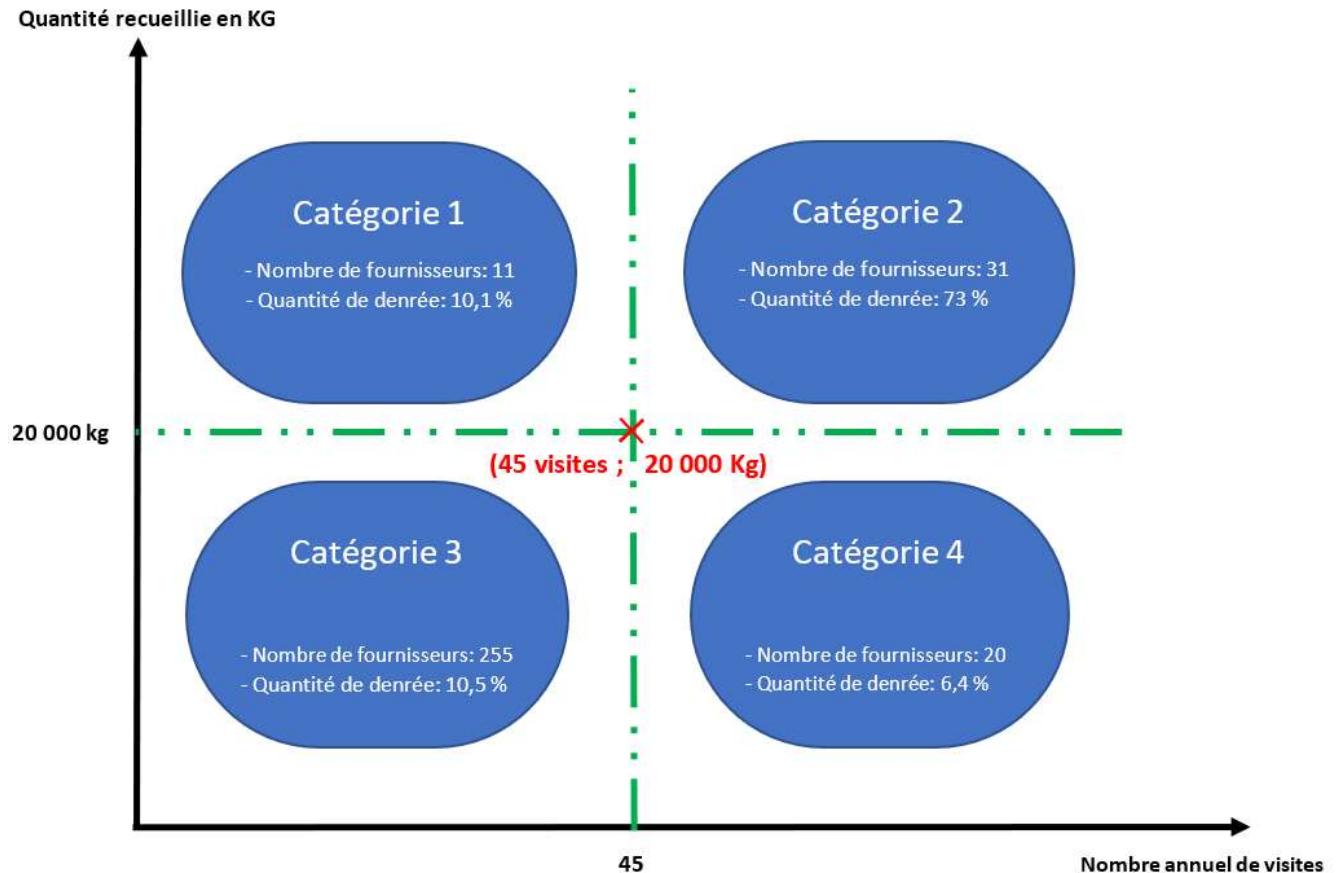 Quantité recueillie en KG
Catégorie 1
- Nombre de fournisseurs: 11
- Quantité de denrée: 10,1 %
Catégorie 2
- Nombre de fournisseurs: 31
- Quantité de denrée: 73 %
20 000 kg
(45 visites ; 20 000 Kg)
Catégorie 3
- Nombre de fournisseurs: 255
- Quantité de denrée: 10,5 %
Catégorie 4
- Nombre de fournisseurs: 20
- Quantité de denrée: 6,4 %
45
Nombre annuel de visites